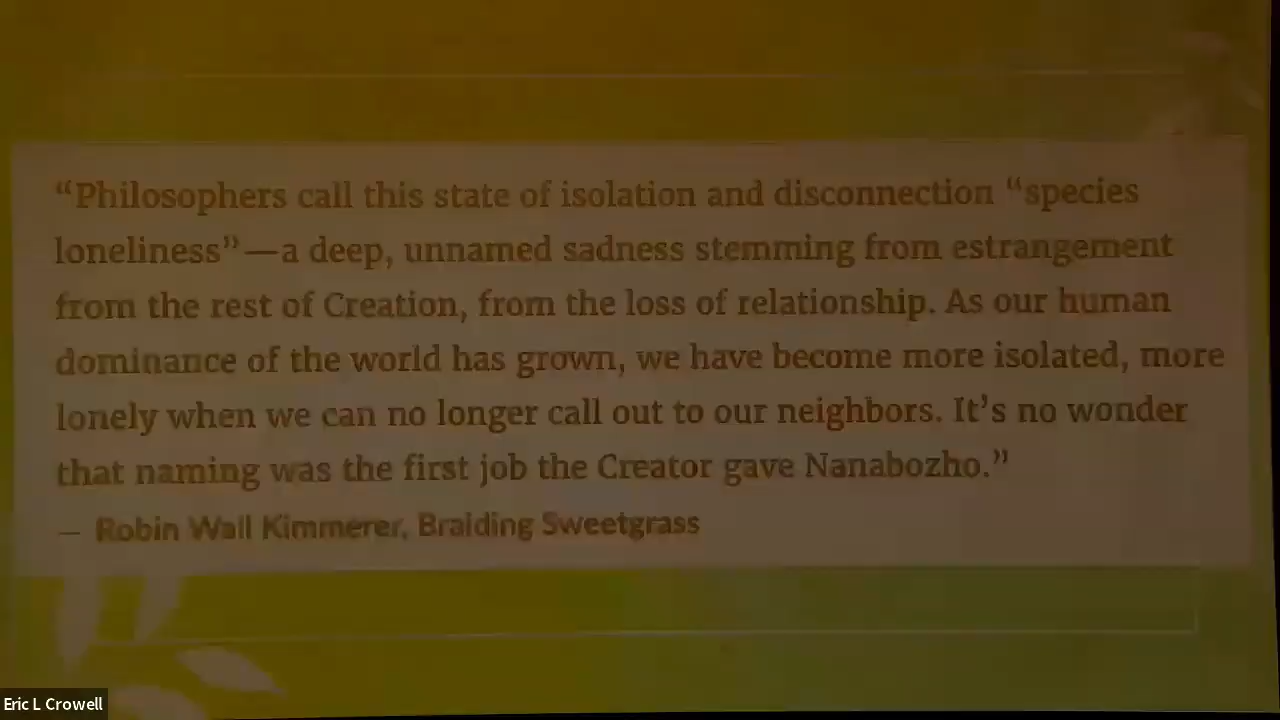 “Philosophers call this state of isolation and disconnection “species
loneliness”—a deep, unnamed sadness stemming from estrangement
from the rest of Creation, from the loss of relationship. As our human
dominance of the world has grown, we have become more isolated, more
lonely when we can no longer call out to our neighbors. It’s no wonder
that naming was the first job the Creator gave Nanabozho.”
— Robin Wall Kimmerer, Braiding Sweetgrass
Eric L Crowell